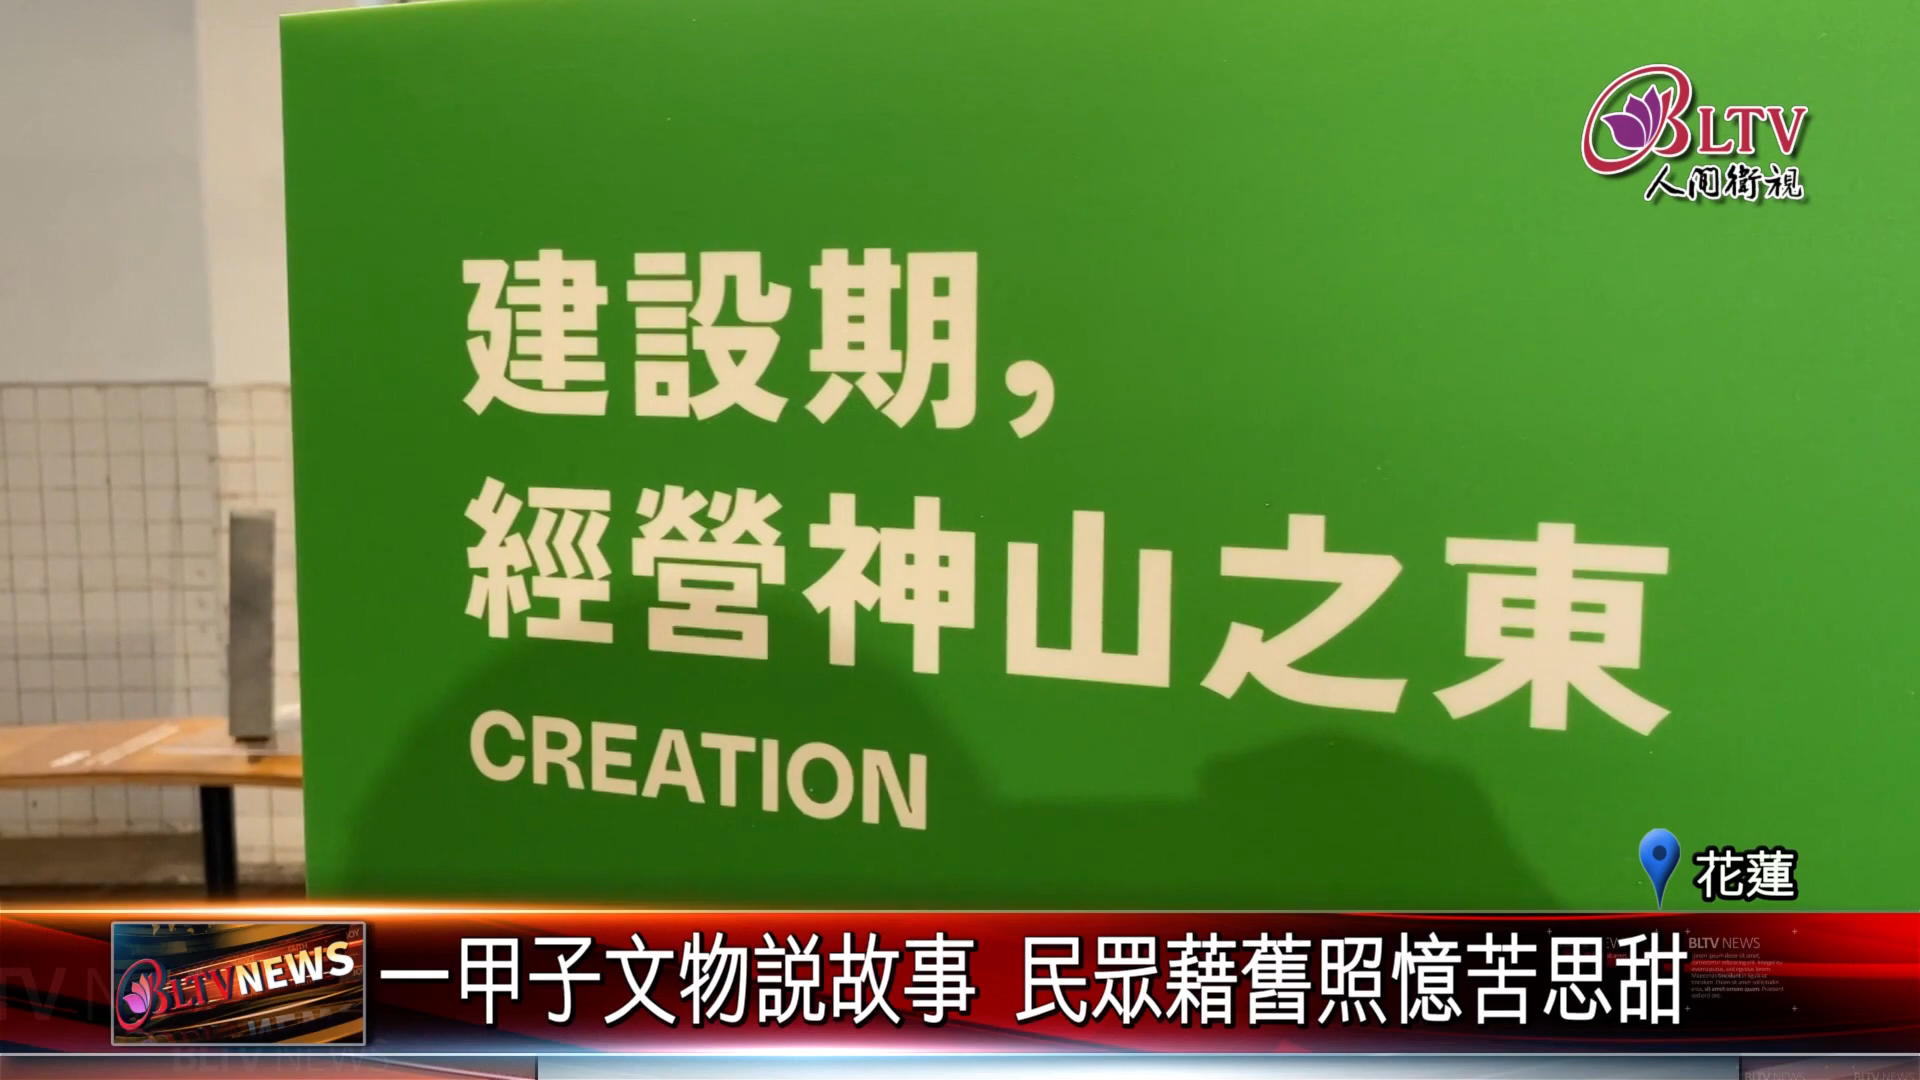 BLTV
人間衛視
建設期,
經營神山之東
CREATION
花蓮
BLTVNEWS
一甲子文物説故事 民眾藉舊照憶苦思甜
BLTV NEWS